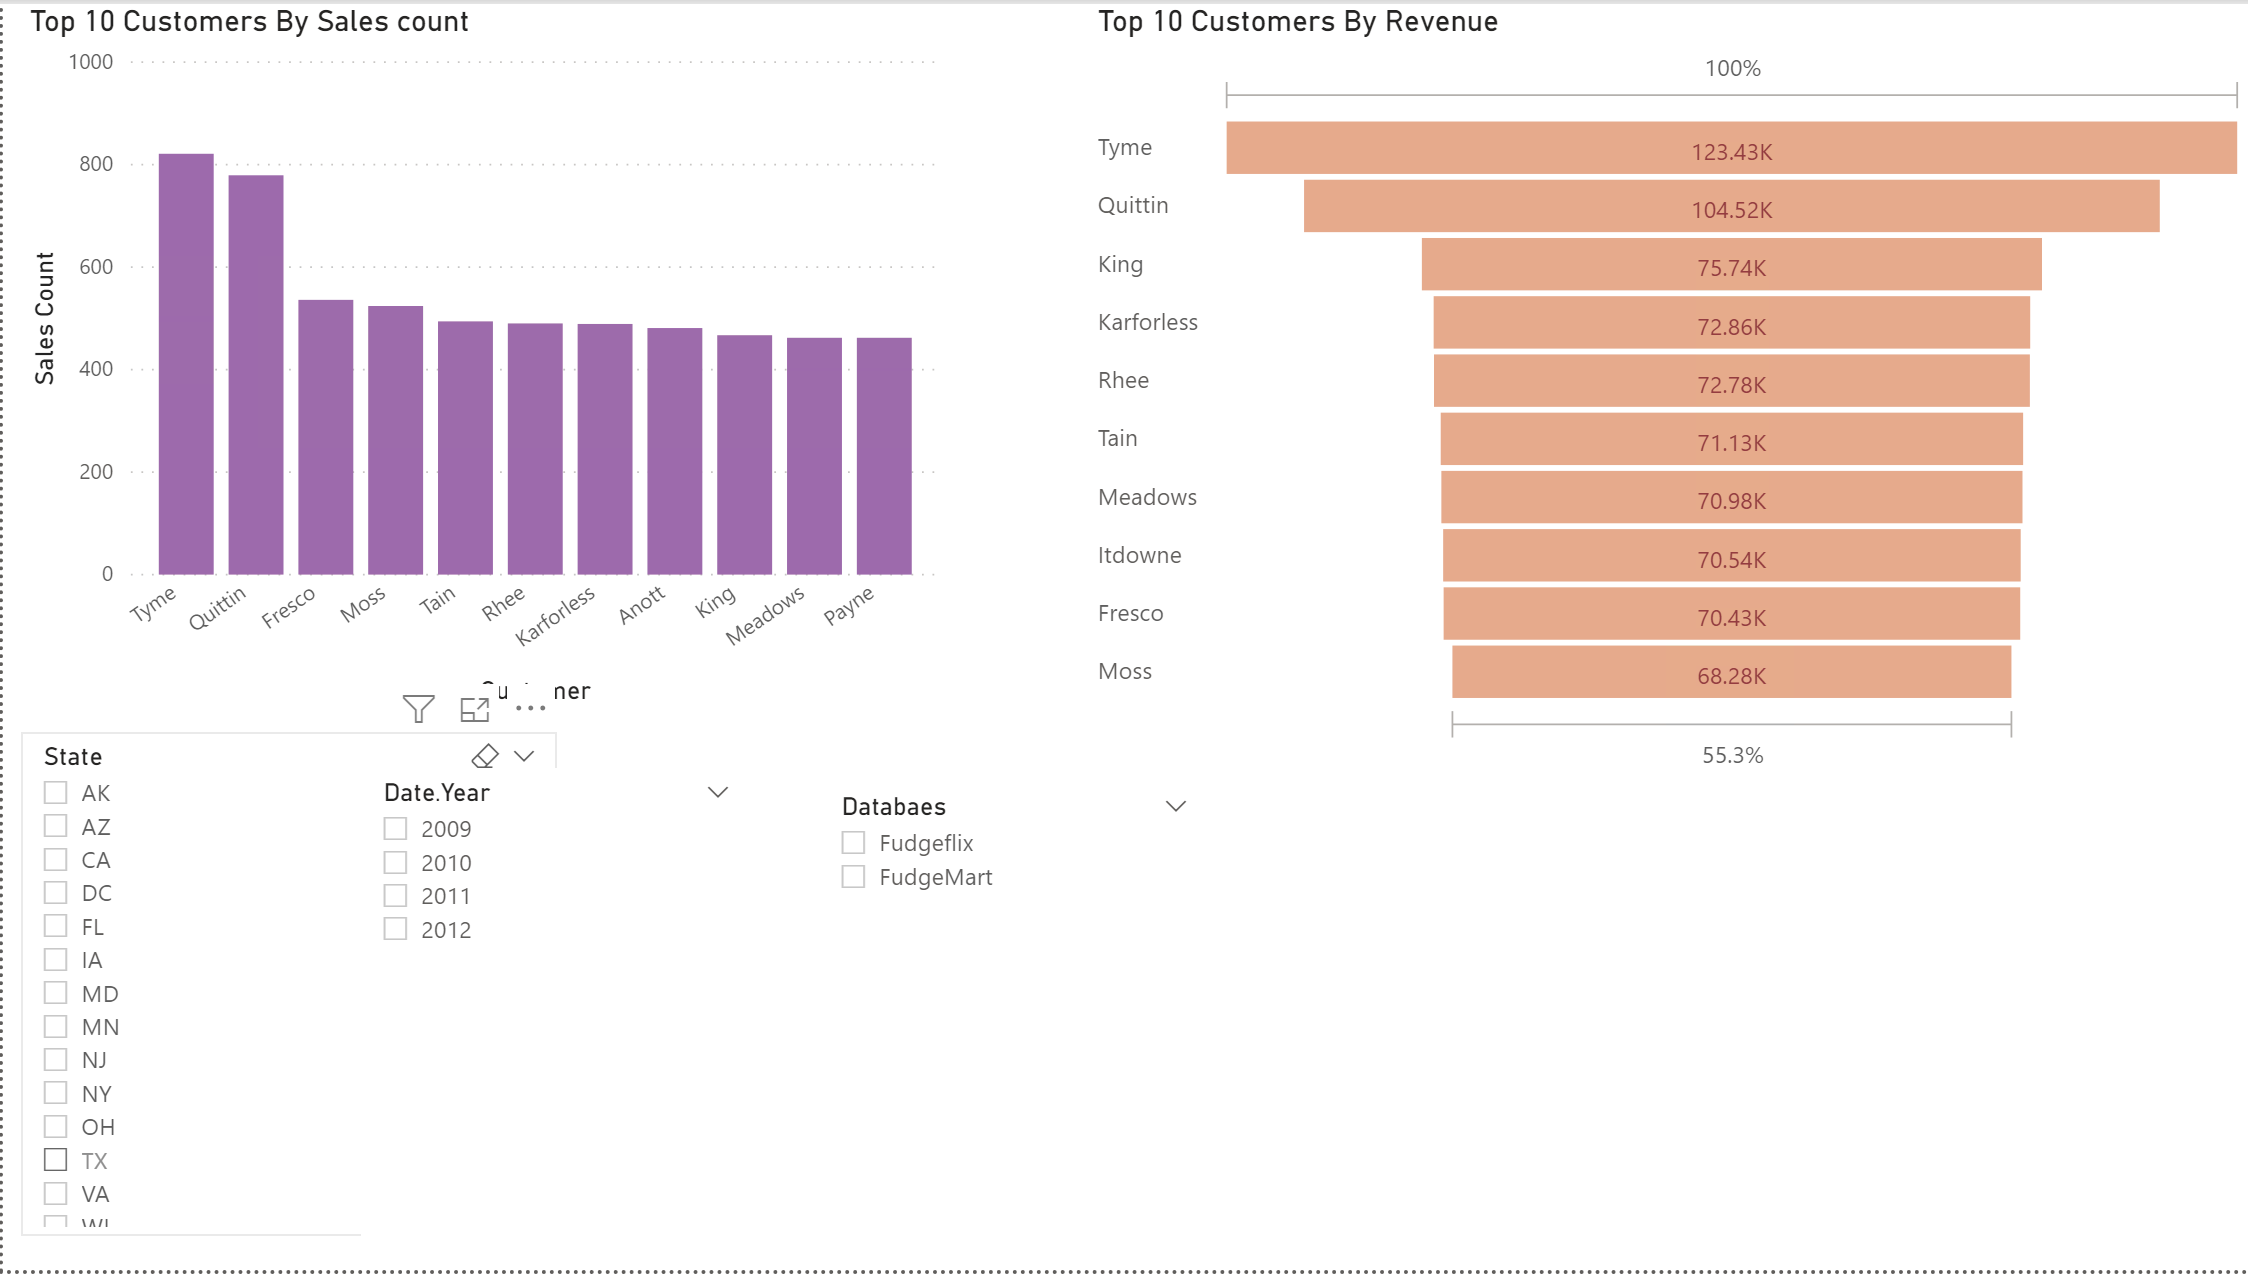 Top 10 Customers By Sales count
1000
800
600
400
200
0
Sales Count
Tyme
Quittin
Fresco
Moss
Tain
Rhee
Karforless
Anott
King
Meadows
Payne
Top 10 Customers By Revenue
100%
Tyme 123.43K
Quittin 104.52K
King 75.74K
Karforless 72.86K
Rhee 72.78K
Tain 71.13K
Meadows 70.98K
Itdowne 70.54K
Fresco 70.43K
Moss 68.28K
55.3%
State
AK
AZ
CA
DC
FL
IA
MD
MN
NJ
NY
OH
TX
VA
Date.Year
2009
2010
2011
2012
Databaes
Fudgeflix
FudgeMart